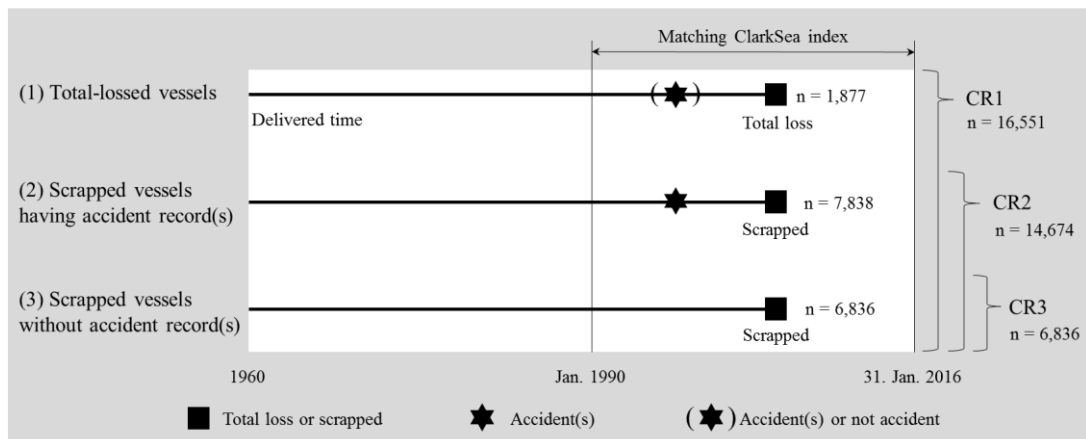 Matching ClarkSea index
(1) Total-lossed vessels
n = 1,877
Delivered time
Total loss
CR1
n = 16,551
(2) Scrapped vessels
having accident record(s)
n = 7,838
Scrapped
CR2
n = 14,674
(3) Scrapped vessels
without accident record(s)
n = 6,836
Scrapped
CR3
n = 6,836
1960
Jan. 1990
31. Jan. 2016
Total loss or scrapped
Accident(s)
( ) Accident(s) or not accident